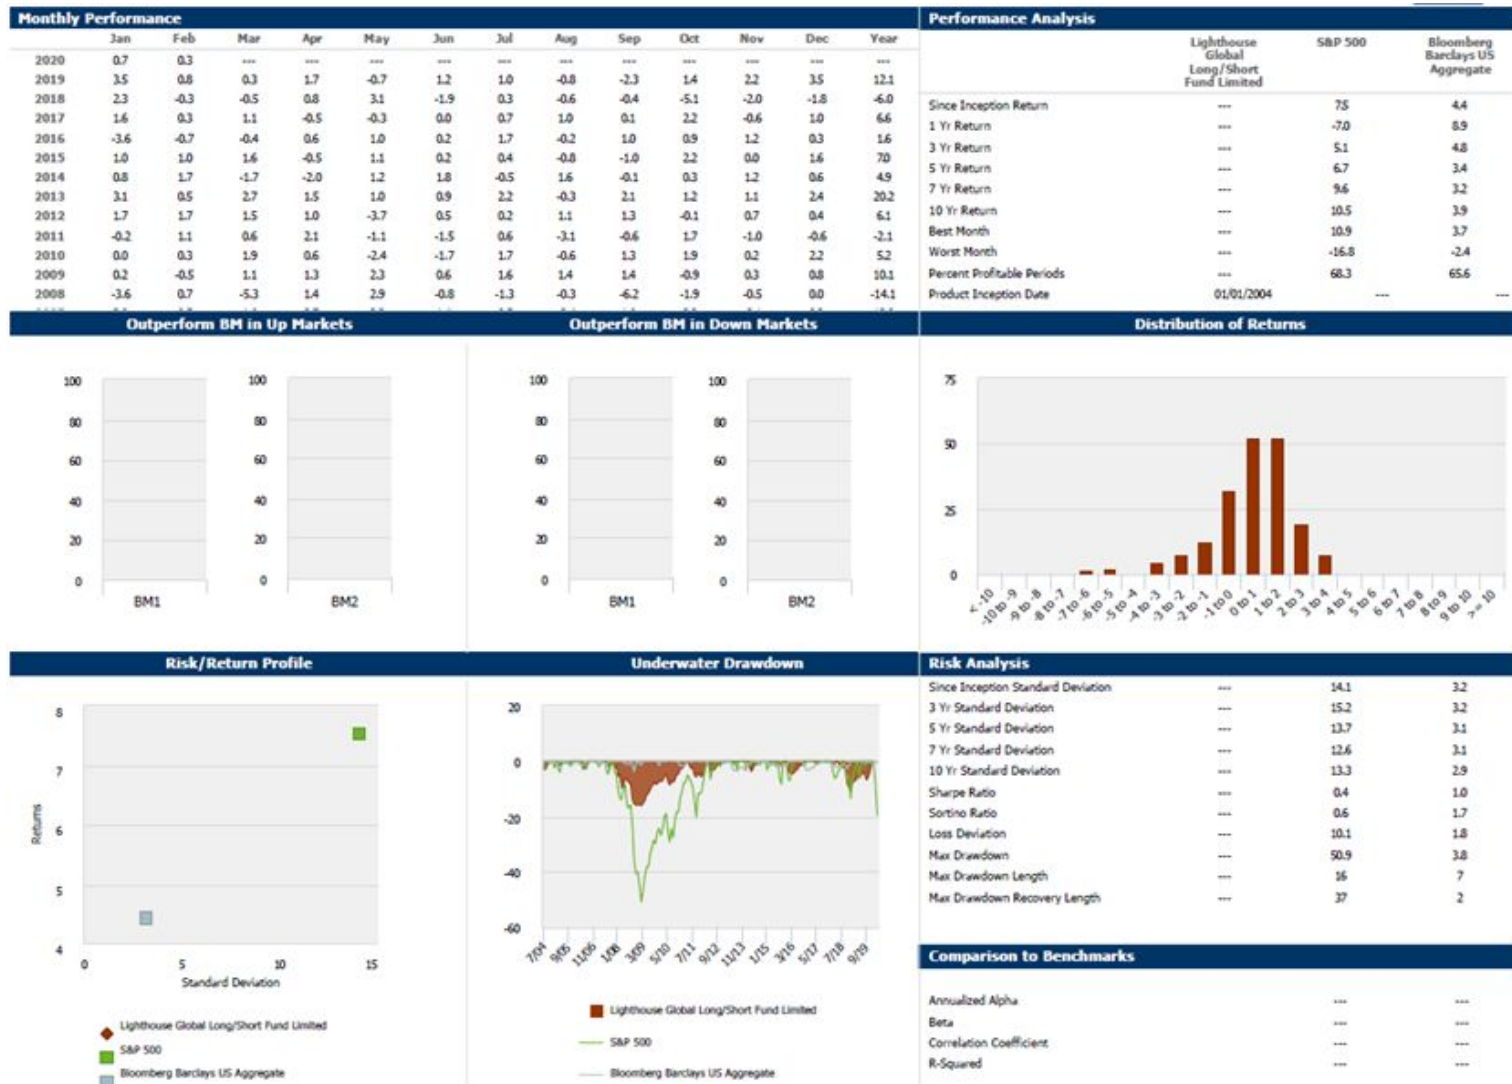 Monthly Performance
Jan Feb Mar Apr May Jun Jul Aug Sep Oct Nov Dec Year
2020 0.7 0.3 --- --- --- --- --- --- --- --- --- --- ---
2019 3.5 0.8 0.3 1.7 -0.7 1.2 1.0 -0.8 -2.3 1.4 2.2 3.5 12.1
2018 2.3 -0.3 -0.5 0.8 3.1 -1.9 0.3 -0.6 -0.4 -5.1 -2.0 -1.8 -6.0
2017 1.6 0.3 1.1 -0.5 -0.3 0.0 0.7 1.0 0.1 2.2 -0.6 1.0 6.6
2016 -3.6 -0.7 -0.4 0.6 1.0 0.2 1.7 -0.2 1.0 0.9 1.2 0.3 1.6
2015 1.0 1.0 1.6 -0.5 1.1 0.2 0.4 -0.8 -1.0 2.2 0.0 1.6 7.0
2014 0.8 1.7 -1.7 -2.0 1.2 1.8 -0.5 1.6 -0.1 0.3 1.2 0.6 4.9
2013 3.1 0.5 2.7 1.5 1.0 0.9 2.2 -0.3 2.1 1.2 1.1 2.4 20.2
2012 1.7 1.7 1.5 1.0 -3.7 0.5 0.2 1.1 1.3 -0.1 0.7 0.4 6.1
2011 -0.2 1.1 0.6 2.1 -1.1 -1.5 0.6 -3.1 -0.6 1.7 -1.0 -0.6 -2.1
2010 0.0 0.3 1.9 0.6 -2.4 -1.7 1.7 -0.6 1.3 1.9 0.2 2.2 5.2
2009 0.2 -0.5 1.1 1.3 2.3 0.6 1.6 1.4 1.4 -0.9 0.3 0.8 10.1
2008 -3.6 0.7 -5.3 1.4 2.9 -0.8 -1.3 -0.3 -6.2 -1.9 -0.5 0.0 -14.1
Performance Analysis
Lighthouse S&P 500 Bloomberg
Global Barclays US
Long/Short Aggregate
Fund Limited
Since Inception Return --- 7.5 4.4
1 Yr Return --- -7.0 8.9
3 Yr Return --- 5.1 4.8
5 Yr Return --- 6.7 3.4
7 Yr Return --- 9.6 3.2
10 Yr Return --- 10.5 3.9
Best Month --- 10.9 3.7
Worst Month --- -16.8 -2.4
Percent Profitable Periods --- 68.3 65.6
Product Inception Date 01/01/2004 --- ---
Outperform BM in Up Markets
100 100
80 80
60 60
40 40
20 20
0 0
BM1 BM2
Outperform BM in Down Markets
100 100
80 80
60 60
40 40
20 20
0 0
BM1 BM2
Distribution of Returns
75
50
25
0
< -10 -10 to -9 -9 to -8 -8 to -7 -7 to -6 -6 to -5 -5 to -4 -4 to -3 -3 to -2 -2 to -1 -1 to 0 0 to 1 1 to 2 2 to 3 3 to 4 4 to 5 5 to 6 6 to 7 7 to 8 8 to 9 9 to 10 >= 10
Risk/Return Profile
8
7
6
5
4
Returns
0 5 10 15
Standard Deviation
Lighthouse Global Long/Short Fund Limited
S&P 500
Bloomberg Barclays US Aggregate
Underwater Drawdown
20
0
-20
-40
-60
7/04 9/05 11/06 1/08 3/09 5/10 7/11 9/12 11/13 1/15 3/16 5/17 7/18 9/19
Lighthouse Global Long/Short Fund Limited
S&P 500
Bloomberg Barclays US Aggregate
Risk Analysis
Since Inception Standard Deviation --- 14.1 3.2
3 Yr Standard Deviation --- 15.2 3.2
5 Yr Standard Deviation --- 13.7 3.1
7 Yr Standard Deviation --- 12.6 3.1
10 Yr Standard Deviation --- 13.3 2.9
Sharpe Ratio --- 0.4 1.0
Sortino Ratio --- 0.6 1.7
Loss Deviation --- 10.1 1.8
Max Drawdown --- 50.9 3.8
Max Drawdown Length --- 16 7
Max Drawdown Recovery Length --- 37 2
Comparison to Benchmarks
Annualized Alpha --- ---
Beta --- ---
Correlation Coefficient --- ---
R-Squared --- ---